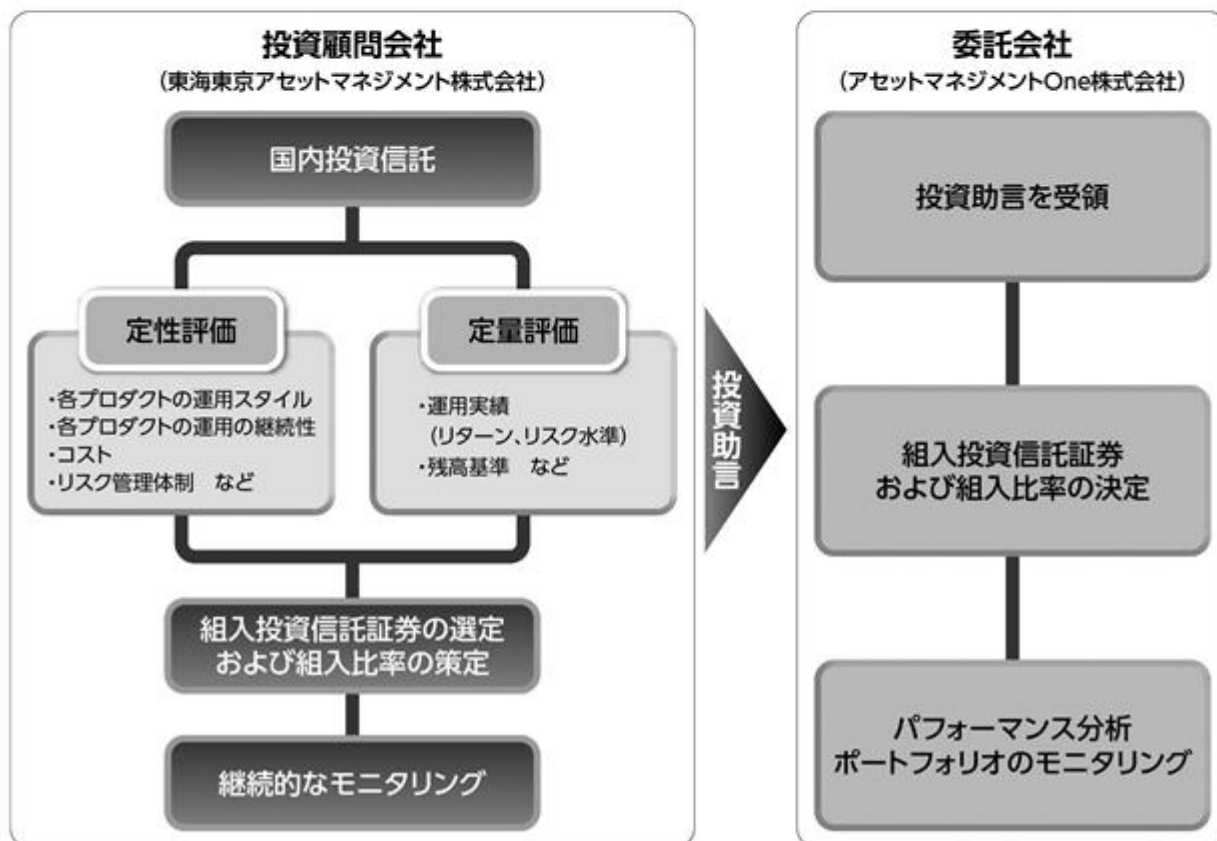 投資顧問会社
(東海東京アセットマネジメント株式会社)
国内投資信託
定性評価
・各プロダクトの運用スタイル
・各プロダクトの運用の継続性
・コスト
・リスク管理体制 など
定量評価
・運用実績
(リターン、リスク水準)
・残高基準 など
組入投資信託証券の選定
および組入比率の策定
継続的なモニタリング
投資助言
委託会社
(アセットマネジメントOne株式会社)
投資助言を受領
組入投資信託証券
および組入比率の決定
パフォーマンス分析
ポートフォリオのモニタリング